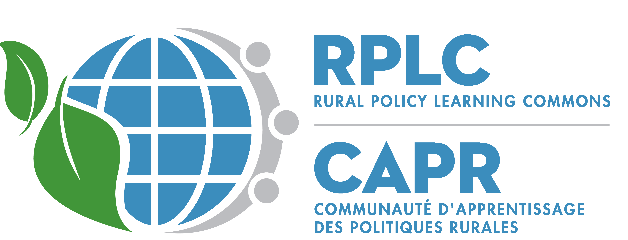 RPLC
RURAL POLICY LEARNING COMMONS
CAPR
COMMUNAUTÉ D'APPRENTISSAGE
DES POLITIQUES RURALES